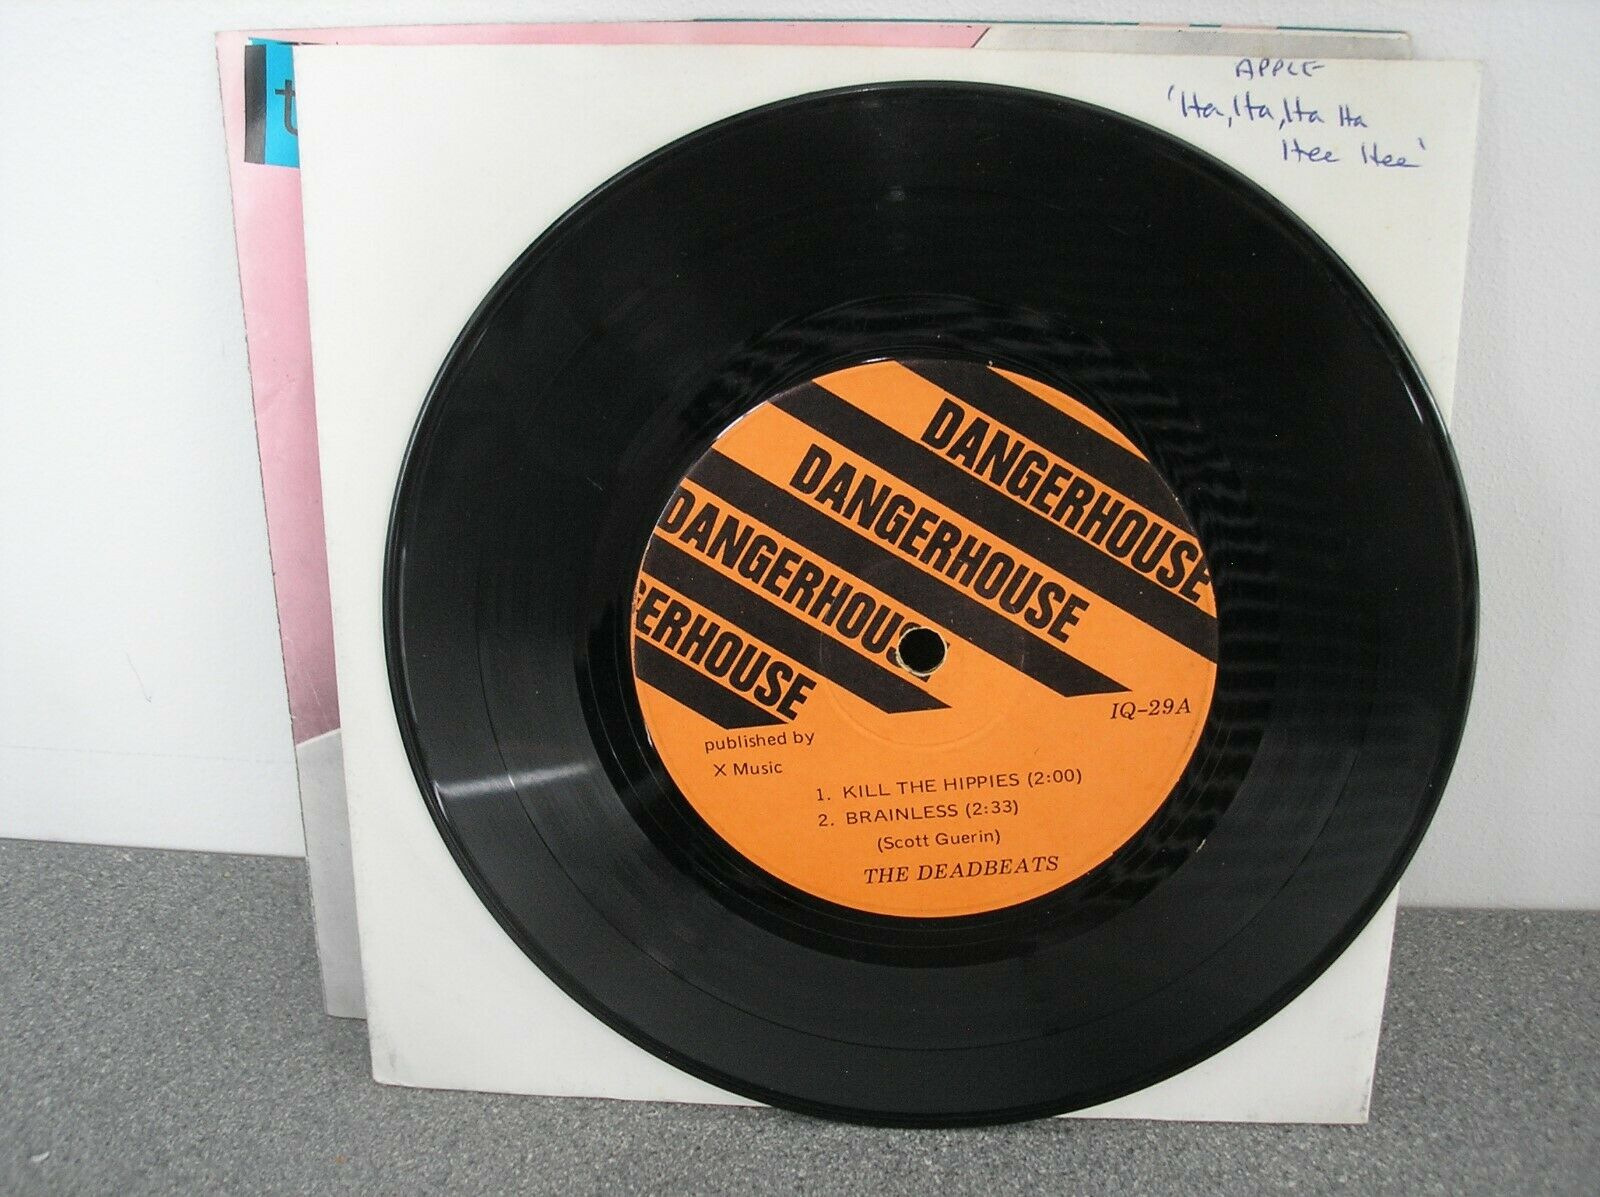 t
APPLE
'Ha, Ha, Ha Ha
Hee Hee'
DANGERHOUSE
DANGERHOUSE
DANGERHOUSE
GERHOUSE
IQ-29A
published by
X Music
1. KILL THE HIPPIES (2:00)
2. BRAINLESS (2:33)
(Scott Guerin)
THE DEADBEATS